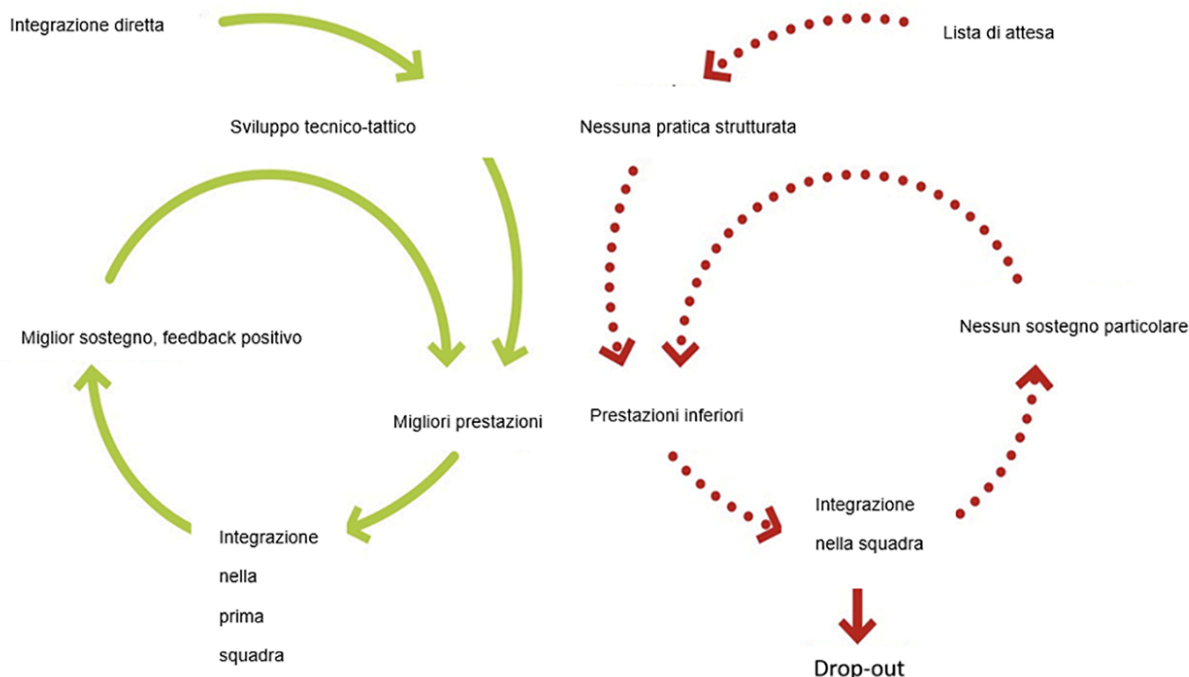 Integrazione diretta
Lista di attesa
Sviluppo tecnico-tattico
Nessuna pratica strutturata
Miglior sostegno, feedback positivo
Nessun sostegno particolare
Migliori prestazioni
Prestazioni inferiori
Integrazione
nella
prima
squadra
Integrazione
nella squadra
Drop-out